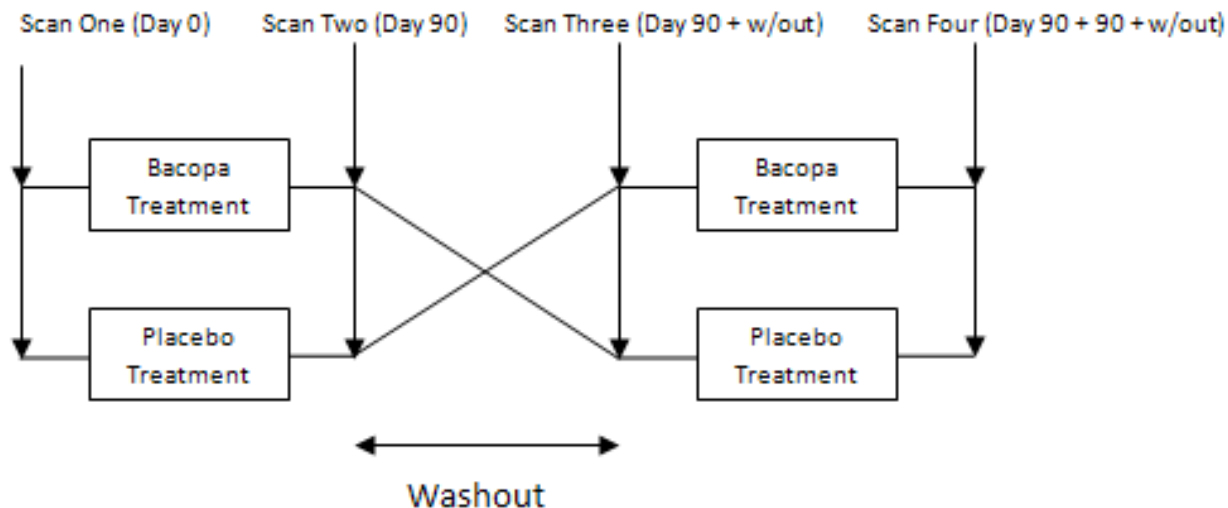 Scan One (Day 0)
Scan Two (Day 90)
Scan Three (Day 90 + w/out)
Scan Four (Day 90 + 90 + w/out)
Bacopa
Treatment
Bacopa
Treatment
Placebo
Treatment
Placebo
Treatment
Washout